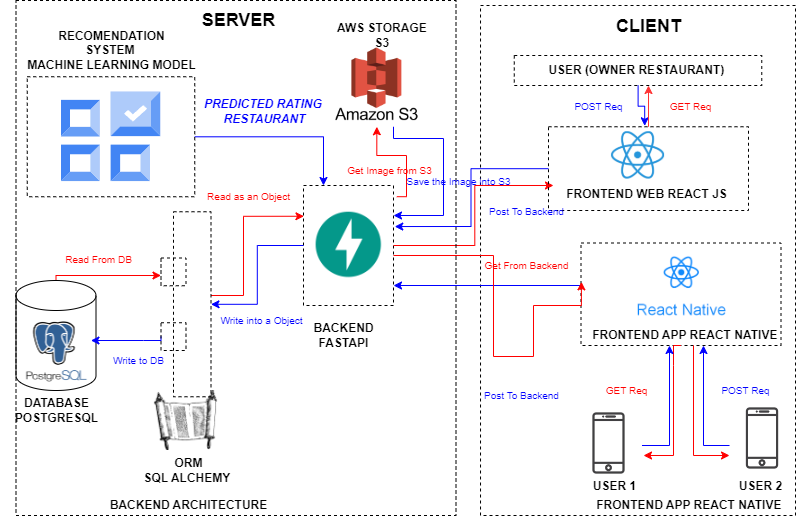 SERVER
RECOMENDATION
SYSTEM
MACHINE LEARNING MODEL
PREDICTED RATING
RESTAURANT
AWS STORAGE
S3
Amazon S3
Get Image from S3
Save the Image into S3
Read as an Object
Read From DB
Write into a Object
Write to DB
PostgreSQL
DATABASE
POSTGRESQL
BACKEND
FASTAPI
ORM
SQL ALCHEMY
BACKEND ARCHITECTURE
CLIENT
USER (OWNER RESTAURANT)
POST Req
GET Req
FRONTEND WEB REACT JS
Post To Backend
Get From Backend
React Native
FRONTEND APP REACT NATIVE
Post To Backend
GET Req
POST Req
USER 1
USER 2
FRONTEND APP REACT NATIVE